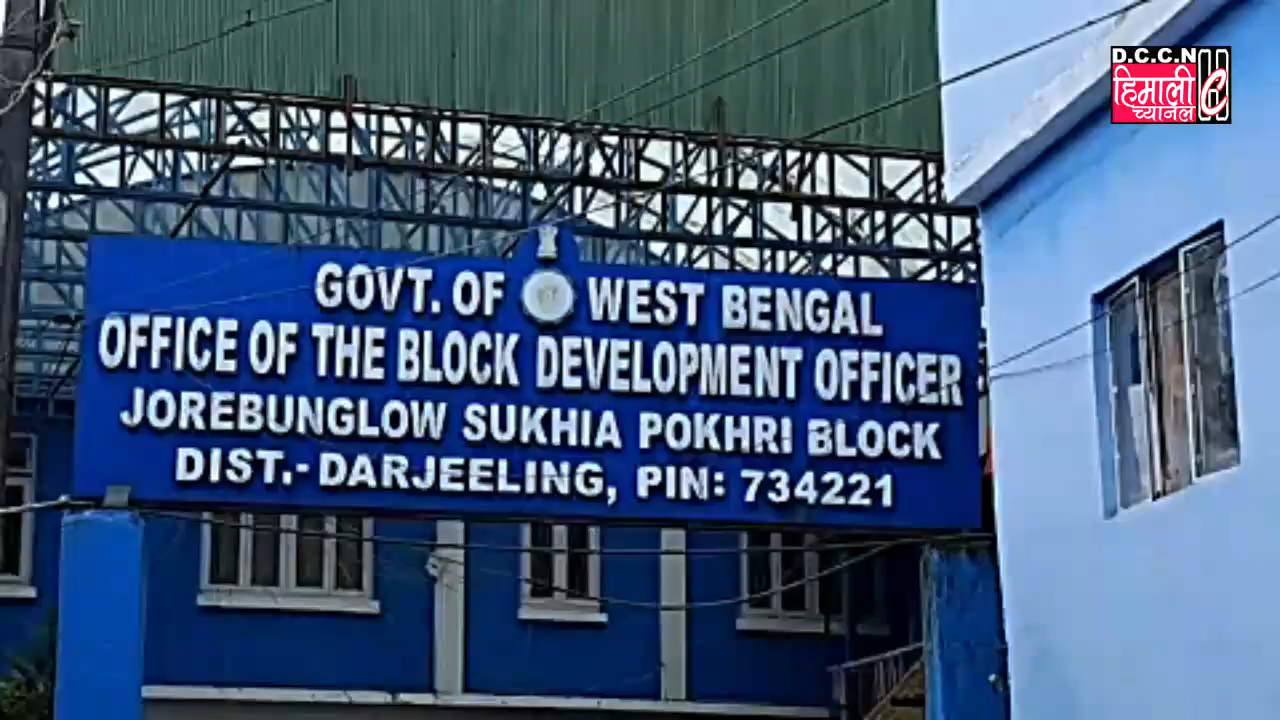 D.C.C.N
हिमाली
च्यानल
GOVT. OF WEST BENGAL
OFFICE OF THE BLOCK DEVELOPMENT OFFICER
JOREBUNGLOW SUKHIA POKHRI BLOCK
DIST.- DARJEELING, PIN: 734221